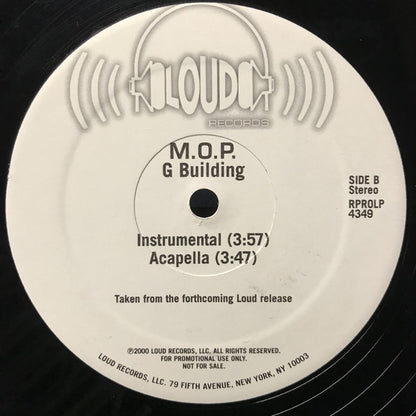 LOUD
RECORDS
M.O.P.
G Building
SIDE B
Stereo
RPROLP
4349
Instrumental (3:57)
Acapella (3:47)
Taken from the forthcoming Loud release
℗2000 LOUD RECORDS, LLC, ALL RIGHTS RESERVED.
FOR PROMOTIONAL USE ONLY.
NOT FOR SALE.
LOUD RECORDS, LLC. 79 FIFTH AVENUE, NEW YORK, NY 10003